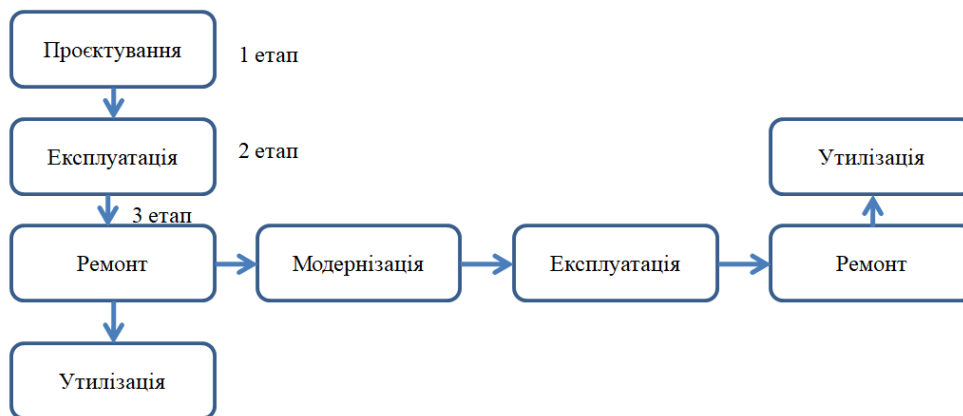 Проєктування
1 етап
Експлуатація
2 етап
Утилізація
3 етап
Ремонт
Модернізація
Експлуатація
Ремонт
Утилізація